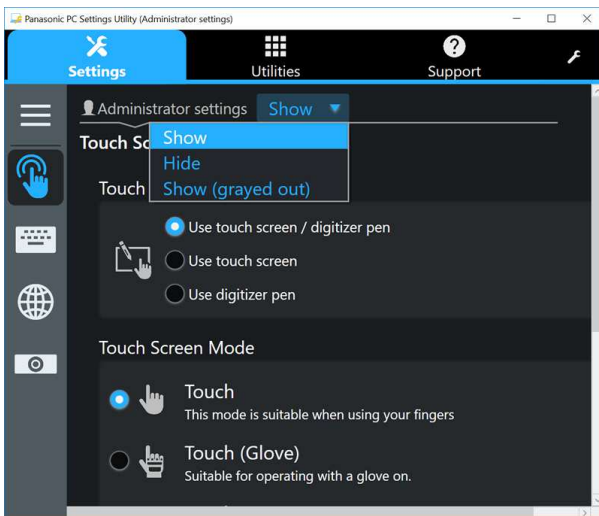 Panasonic PC Settings Utility (Administrator settings)
Settings
Utilities
Support
Administrator settings
Show
Show
Hide
Show (grayed out)
Touch Sc
Touch
Use touch screen / digitizer pen
Use touch screen
Use digitizer pen
Touch Screen Mode
Touch
This mode is suitable when using your fingers
Touch (Glove)
Suitable for operating with a glove on.